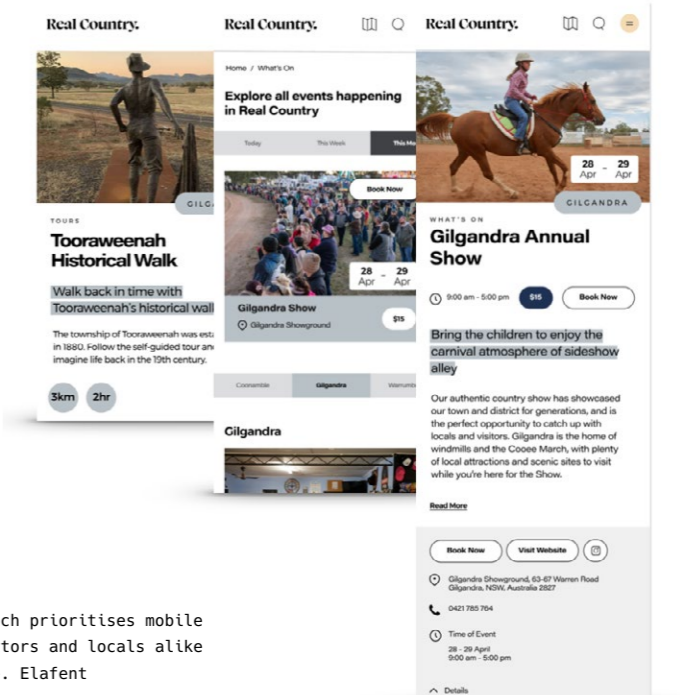 Real Country.
GILG
TOURS
Tooraweenah
Historical Walk
Walk back in time with
Tooraweenah's historical wall
The township of Tooraweenah was esta
in 1880. Follow the self-guided tour an
imagine life back in the 19th century.
3km
2hr
Real Country.
Home / What's On
Explore all events happening
in Real Country
Today
This Week
This Mo
Book Now
28 - 29
Apr Apr
Gilgandra Show
Gilgandra Showground
$15
Coonamble
Gilgandra
Warrumb
Gilgandra
Real Country.
28 - 29
Apr Apr
GILGANDRA
WHAT'S ON
Gilgandra Annual
Show
9:00 am - 5:00 pm
$15
Book Now
Bring the children to enjoy the
carnival atmosphere of sideshow
alley
Our authentic country show has showcased
our town and district for generations, and is
the perfect opportunity to catch up with
locals and visitors. Gilgandra is the home of
windmills and the Cooee March, with plenty
of local attractions and scenic sites to visit
while you're here for the Show.
Read More
Book Now
Visit Website
Gilgandra Showground, 63-67 Warren Road
Gilgandra, NSW, Australia 2827
0421 785 764
Time of Event
28 - 29 April
9:00 am - 5:00 pm
Details
ch prioritises mobile
tors and locals alike
. Elafent